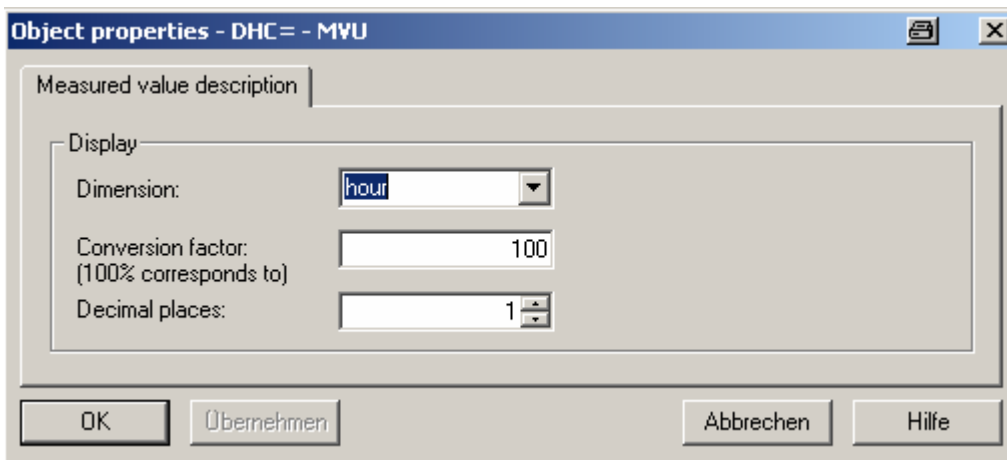 Object properties - DHC= - MVU
Measured value description
Display
Dimension: hour
Conversion factor: 100
(100% corresponds to)
Decimal places: 1
OK Übernehmen Abbrechen Hilfe